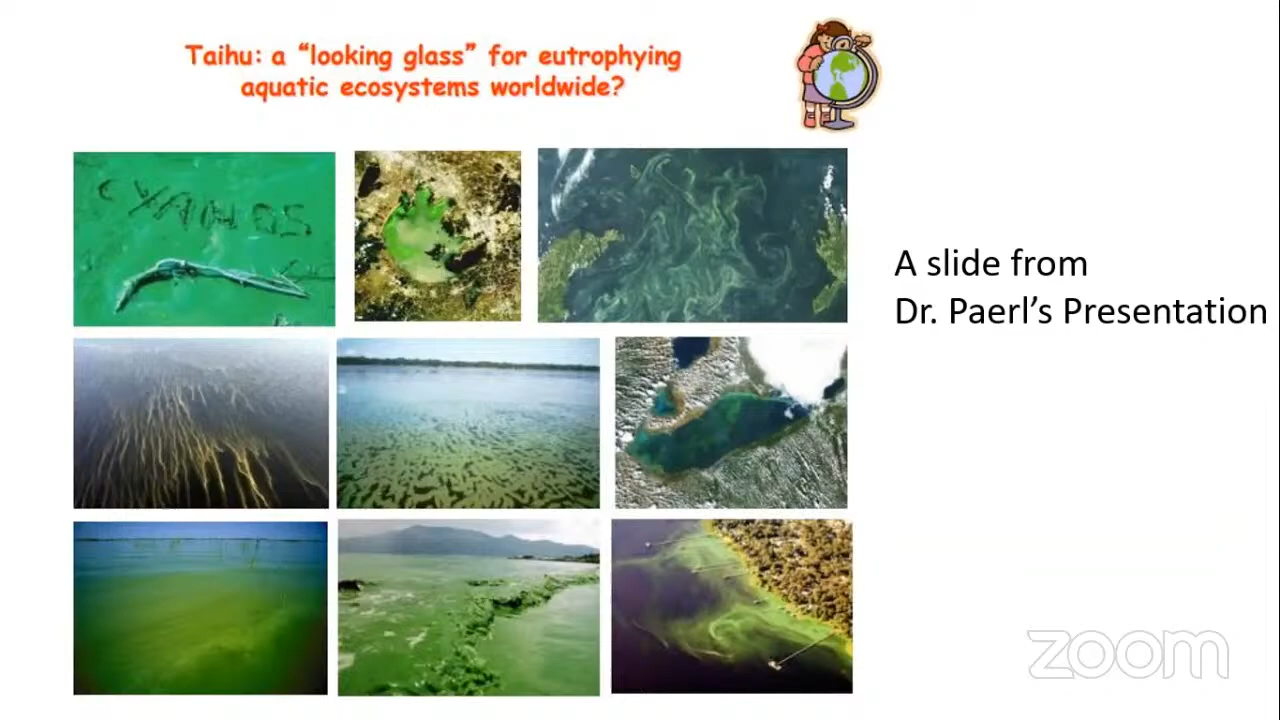 Taihu: a “looking glass” for eutrophying
aquatic ecosystems worldwide?
CYANOS
A slide from
Dr. Paerl’s Presentation
zoom